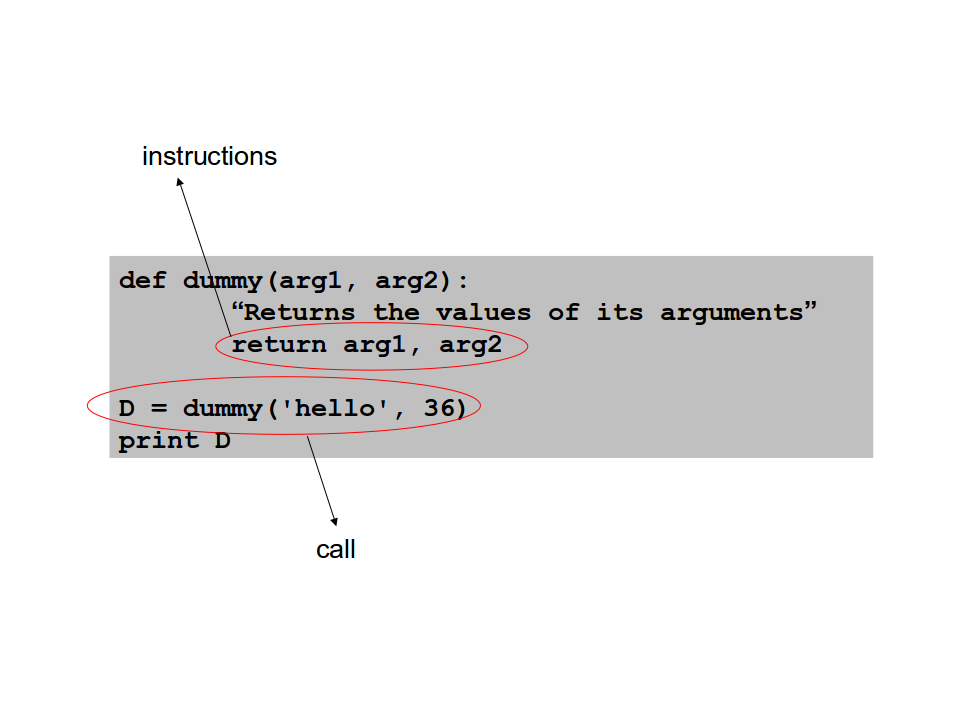 instructions
def dummy(arg1, arg2):
“Returns the values of its arguments”
return arg1, arg2
D = dummy('hello', 36)
print D
call